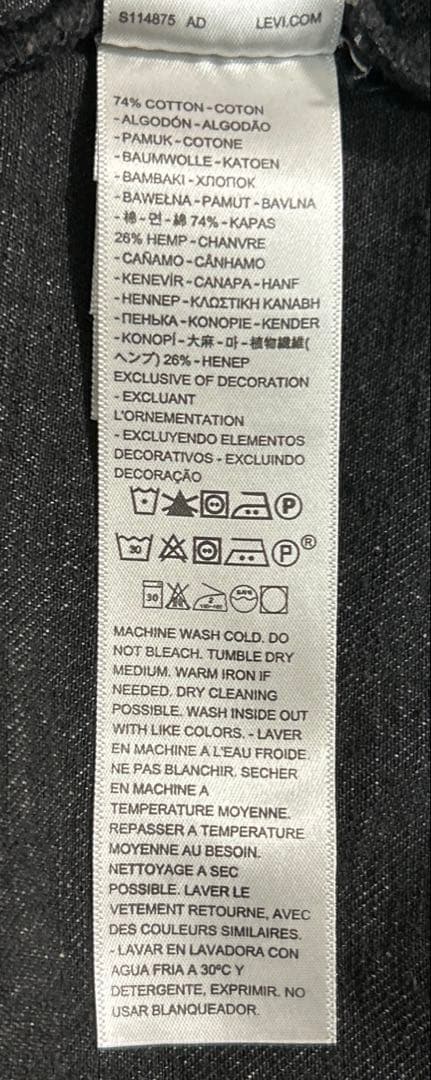 S114875 AD LEVI.COM
74% COTTON-COTON
-ALGODÓN-ALGODÃO
-PAMUK-COTONE
-BAUMWOLLE-KATOEN
-BAMBAKI-ХЛОПОК
-BAWEŁNA-PAMUT-BAVLNA
-棉-면-綿 74%-KAPAS
26% HEMP-CHANVRE
-CAÑAMO-CÂNHAMO
-KENEVİR-CANAPA-HANF
-HENNEP-ΚΛΩΣΤΙΚΗ ΚΑΝΑΒΗ
-ПЕНЬКА-KONOPIE-KENDER
-KONOPÍ-大麻-마-植物繊維(
ヘンプ) 26%-HENEP
EXCLUSIVE OF DECORATION
- EXCLUANT
L'ORNEMENTATION
- EXCLUYENDO ELEMENTOS
DECORATIVOS - EXCLUINDO
DECORAÇÃO
P
30 P ®
30 2
MACHINE WASH COLD. DO
NOT BLEACH. TUMBLE DRY
MEDIUM. WARM IRON IF
NEEDED. DRY CLEANING
POSSIBLE. WASH INSIDE OUT
WITH LIKE COLORS. - LAVER
EN MACHINE A L'EAU FROIDE.
NE PAS BLANCHIR. SECHER
EN MACHINE A
TEMPERATURE MOYENNE.
REPASSER A TEMPERATURE
MOYENNE AU BESOIN.
NETTOYAGE A SEC
POSSIBLE. LAVER LE
VETEMENT RETOURNE, AVEC
DES COULEURS SIMILAIRES.
- LAVAR EN LAVADORA CON
AGUA FRIA A 30ºC Y
DETERGENTE, EXPRIMIR. NO
USAR BLANQUEADOR.